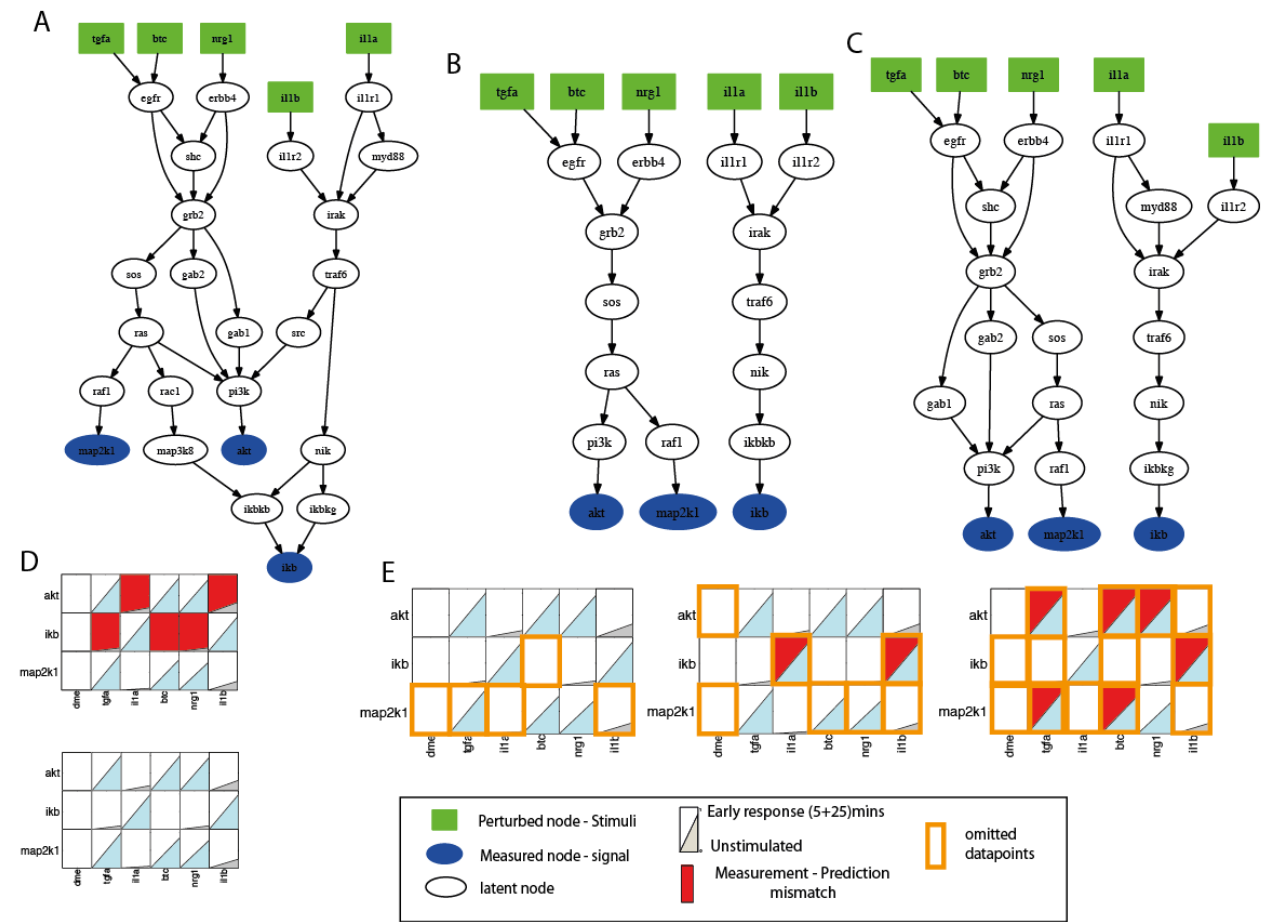 A
tgfa btc nrg1 il1a
il1b
egfr erbb4 il1r1
shc il1r2 myd88
grb2 irak
sos gab2 traf6
ras gab1 src
raf1 rac1 pi3k
map2k1 map3k8 akt nik
ikbkb ikbkg
ikb
B
tgfa btc nrg1 il1a il1b
egfr erbb4 il1r1 il1r2
grb2 irak
sos traf6
ras nik
pi3k raf1 ikbkb
akt map2k1 ikb
C
tgfa btc nrg1 il1a
egfr erbb4 il1r1 il1b
shc myd88 il1r2
grb2 irak
gab2 sos traf6
gab1 ras nik
pi3k raf1 ikbkg
akt map2k1 ikb
D
akt
ikb
map2k1
dme tgfa il1a btc nrg1 il1b
akt
ikb
map2k1
dme tgfa il1a btc nrg1 il1b
E
akt
ikb
map2k1
dme tgfa il1a btc nrg1 il1b
akt
ikb
map2k1
dme tgfa il1a btc nrg1 il1b
akt
ikb
map2k1
dme tgfa il1a btc nrg1 il1b
Perturbed node - Stimuli
Measured node - signal
latent node
Early response (5+25)mins
Unstimulated
Measurement - Prediction
mismatch
omitted
datapoints